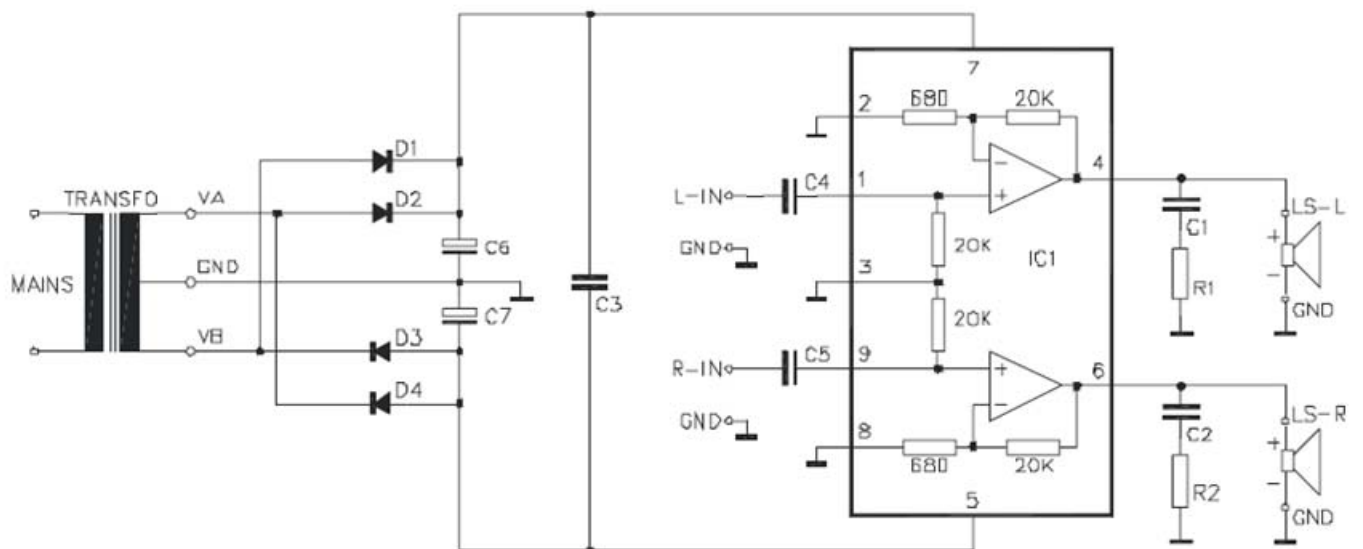 7
2
680
20K
D1
4
TRANSFO
VA
D2
L-IN
C4
1
LS-L
C1
+
-
C6
GND
20K
IC1
GND
3
MAINS
C3
R1
C7
20K
GND
VB
D3
R-IN
C5
9
+
-
6
D4
GND
8
LS-R
C2
680
20K
+
-
R2
5
GND